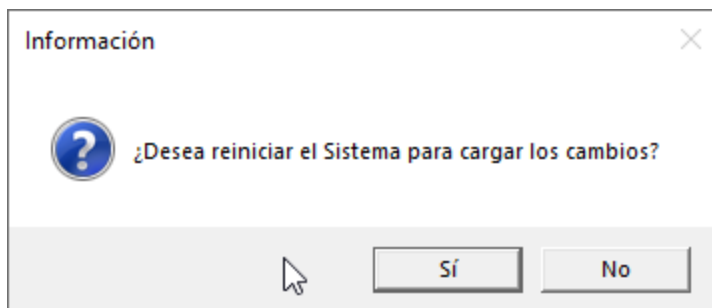 Información
¿Desea reiniciar el Sistema para cargar los cambios?
Sí
No